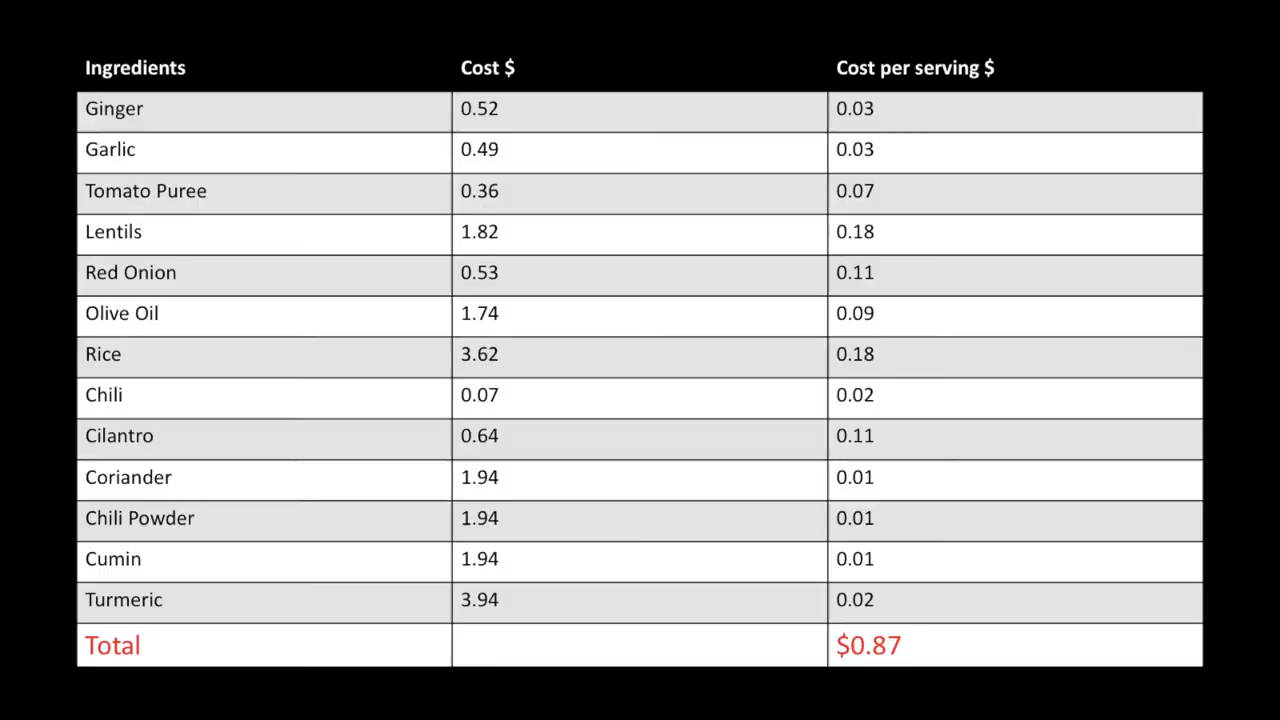 Ingredients Cost $ Cost per serving $
Ginger 0.52 0.03
Garlic 0.49 0.03
Tomato Puree 0.36 0.07
Lentils 1.82 0.18
Red Onion 0.53 0.11
Olive Oil 1.74 0.09
Rice 3.62 0.18
Chili 0.07 0.02
Cilantro 0.64 0.11
Coriander 1.94 0.01
Chili Powder 1.94 0.01
Cumin 1.94 0.01
Turmeric 3.94 0.02
Total $0.87